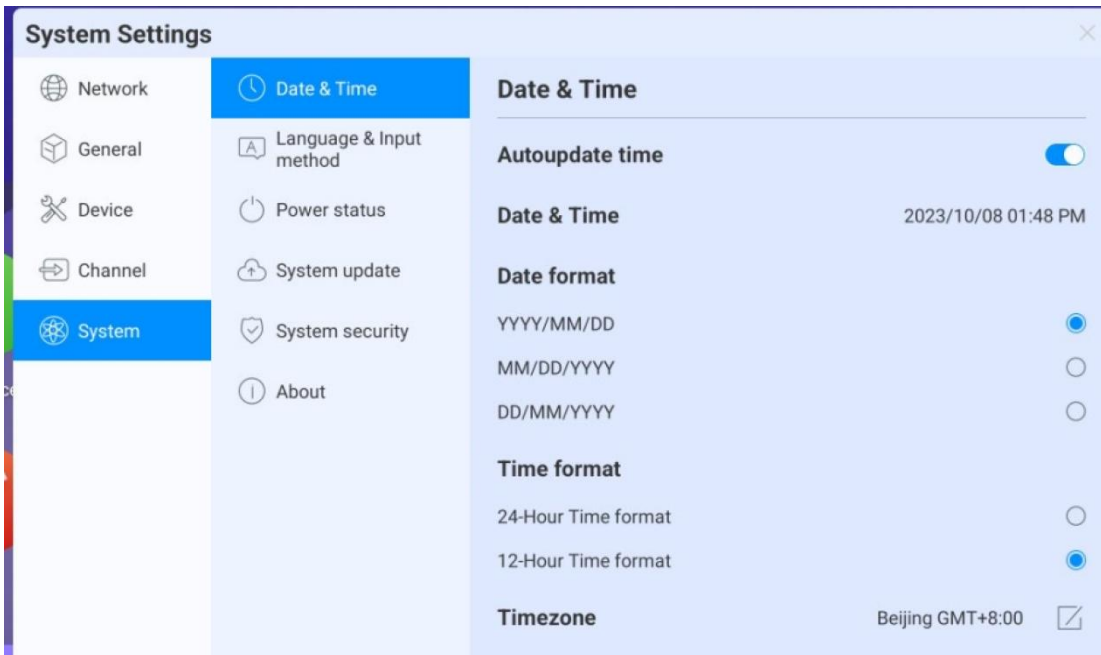 System Settings
Network
General
Device
Channel
System
Date & Time
Language & Input
method
Power status
System update
System security
About
Date & Time
Autoupdate time
Date & Time 2023/10/08 01:48 PM
Date format
YYYY/MM/DD
MM/DD/YYYY
DD/MM/YYYY
Time format
24-Hour Time format
12-Hour Time format
Timezone Beijing GMT+8:00